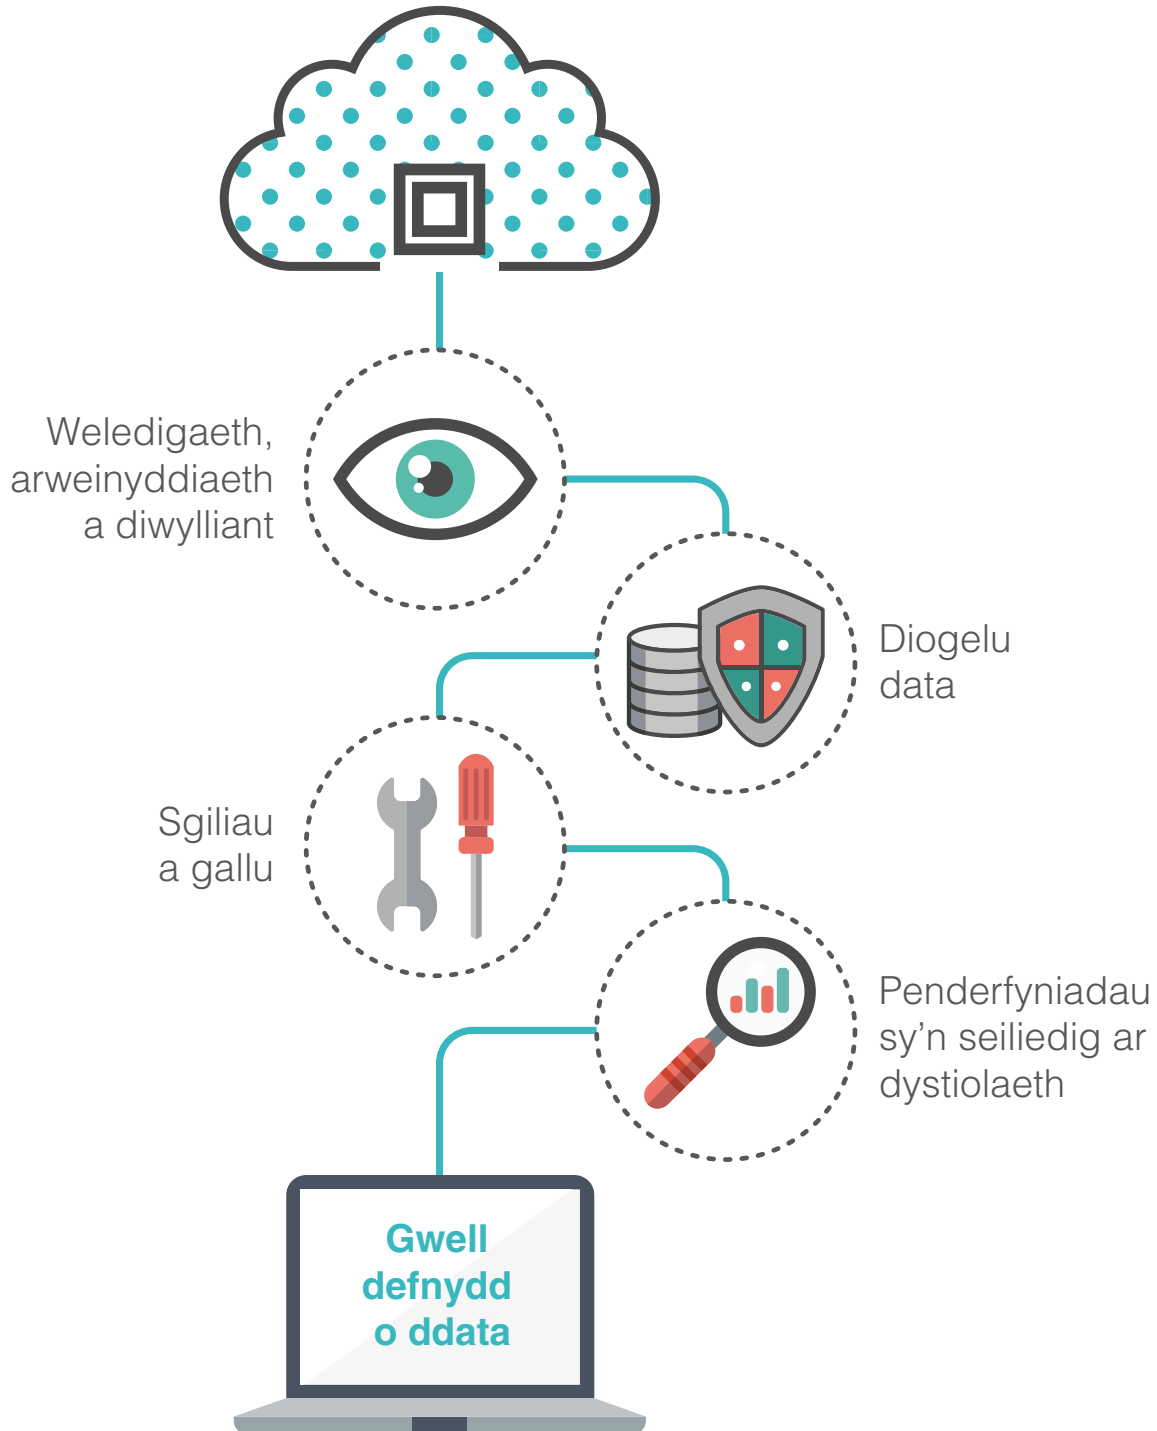 Weledigaeth,
arweinyddiaeth
a diwylliant
Diogelu
data
Sgiliau
a gallu
Penderfyniadau
sy’n seiliedig ar
dystiolaeth
Gwell
defnydd
o ddata